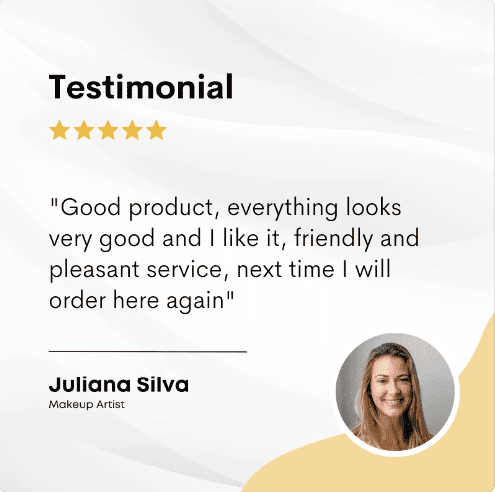 Testimonial
"Good product, everything looks
very good and I like it, friendly and
pleasant service, next time I will
order here again"
Juliana Silva
Makeup Artist